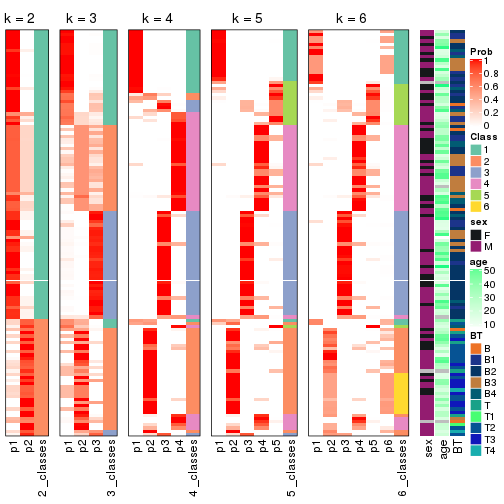 k = 2
k = 3
k = 4
k = 5
k = 6
p1
p2
2_classes
p1
p2
p3
3_classes
p1
p2
p3
p4
4_classes
p1
p2
p3
p4
p5
5_classes
p1
p2
p3
p4
p5
p6
6_classes
sex
age
BT
Prob
1
0.8
0.6
0.4
0.2
0
Class
1
2
3
4
5
6
sex
F
M
age
50
40
30
20
10
BT
B
B1
B2
B3
B4
T
T1
T2
T3
T4